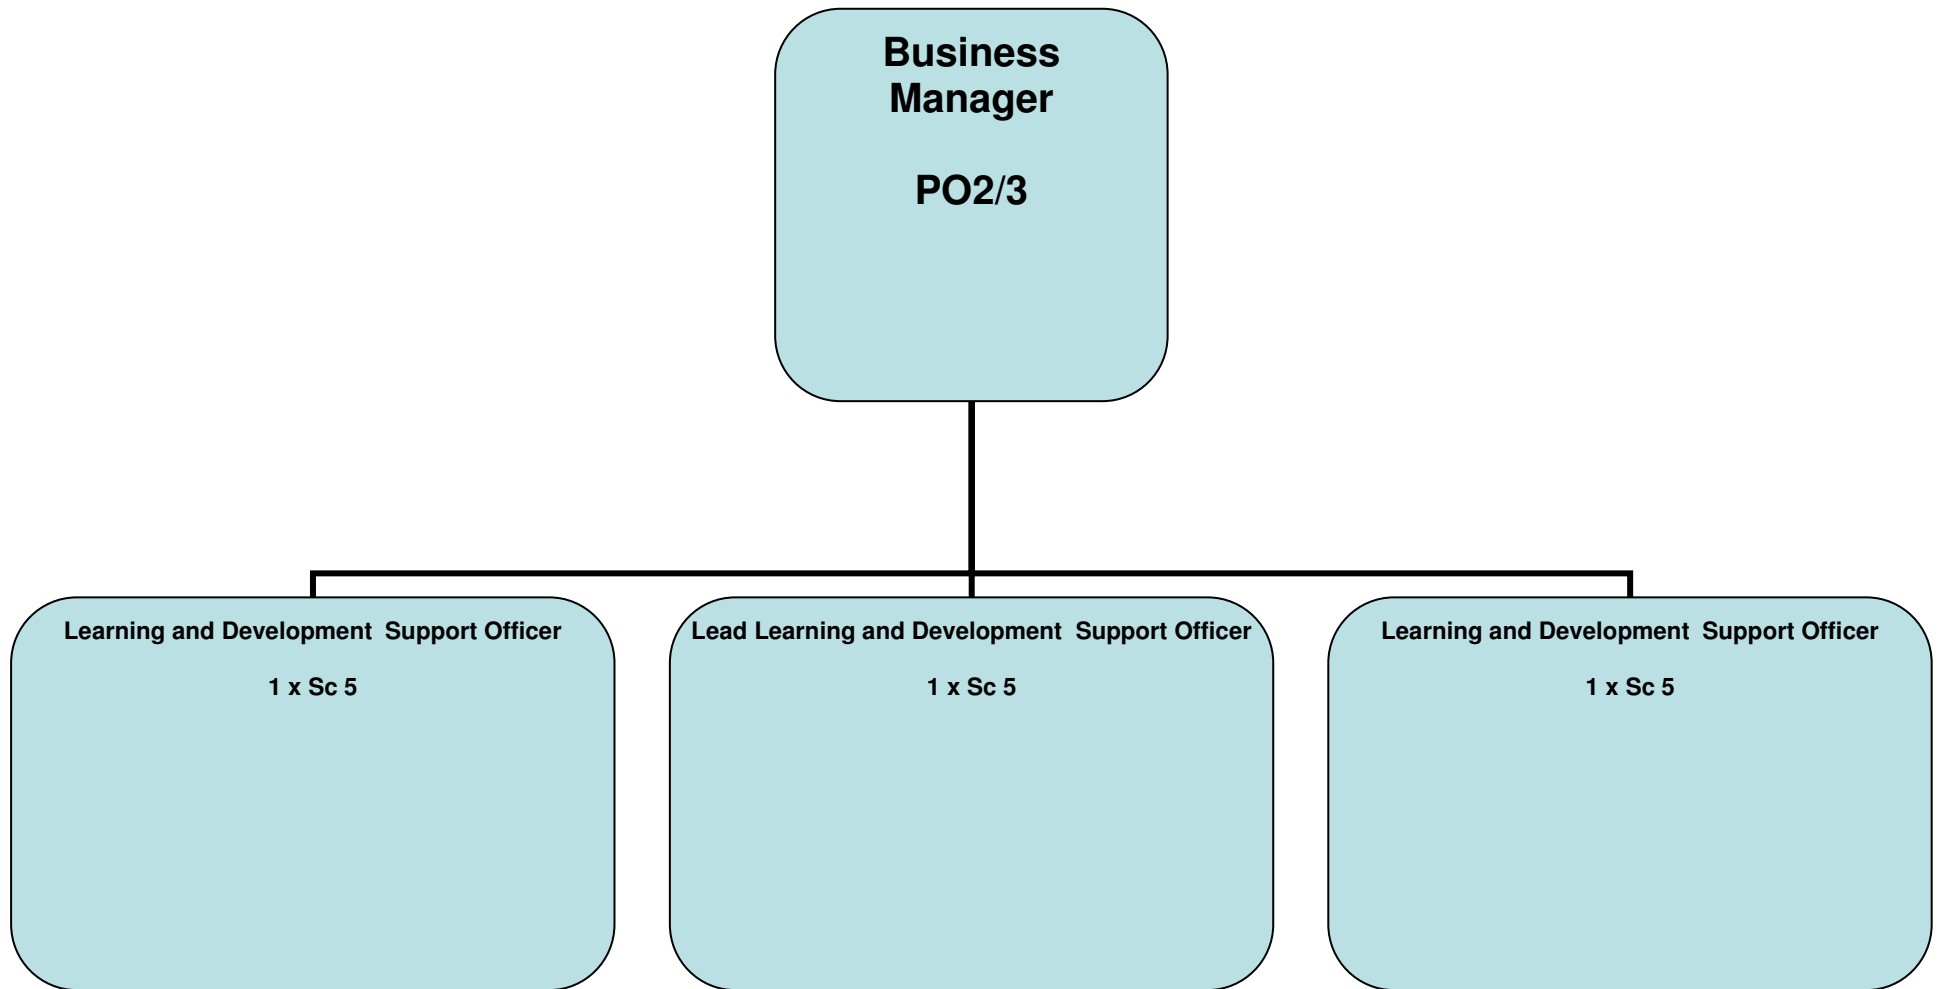 Business
Manager
PO2/3
Learning and Development  Support Officer
1 x Sc 5
Lead Learning and Development  Support Officer
1 x Sc 5
Learning and Development  Support Officer
1 x Sc 5